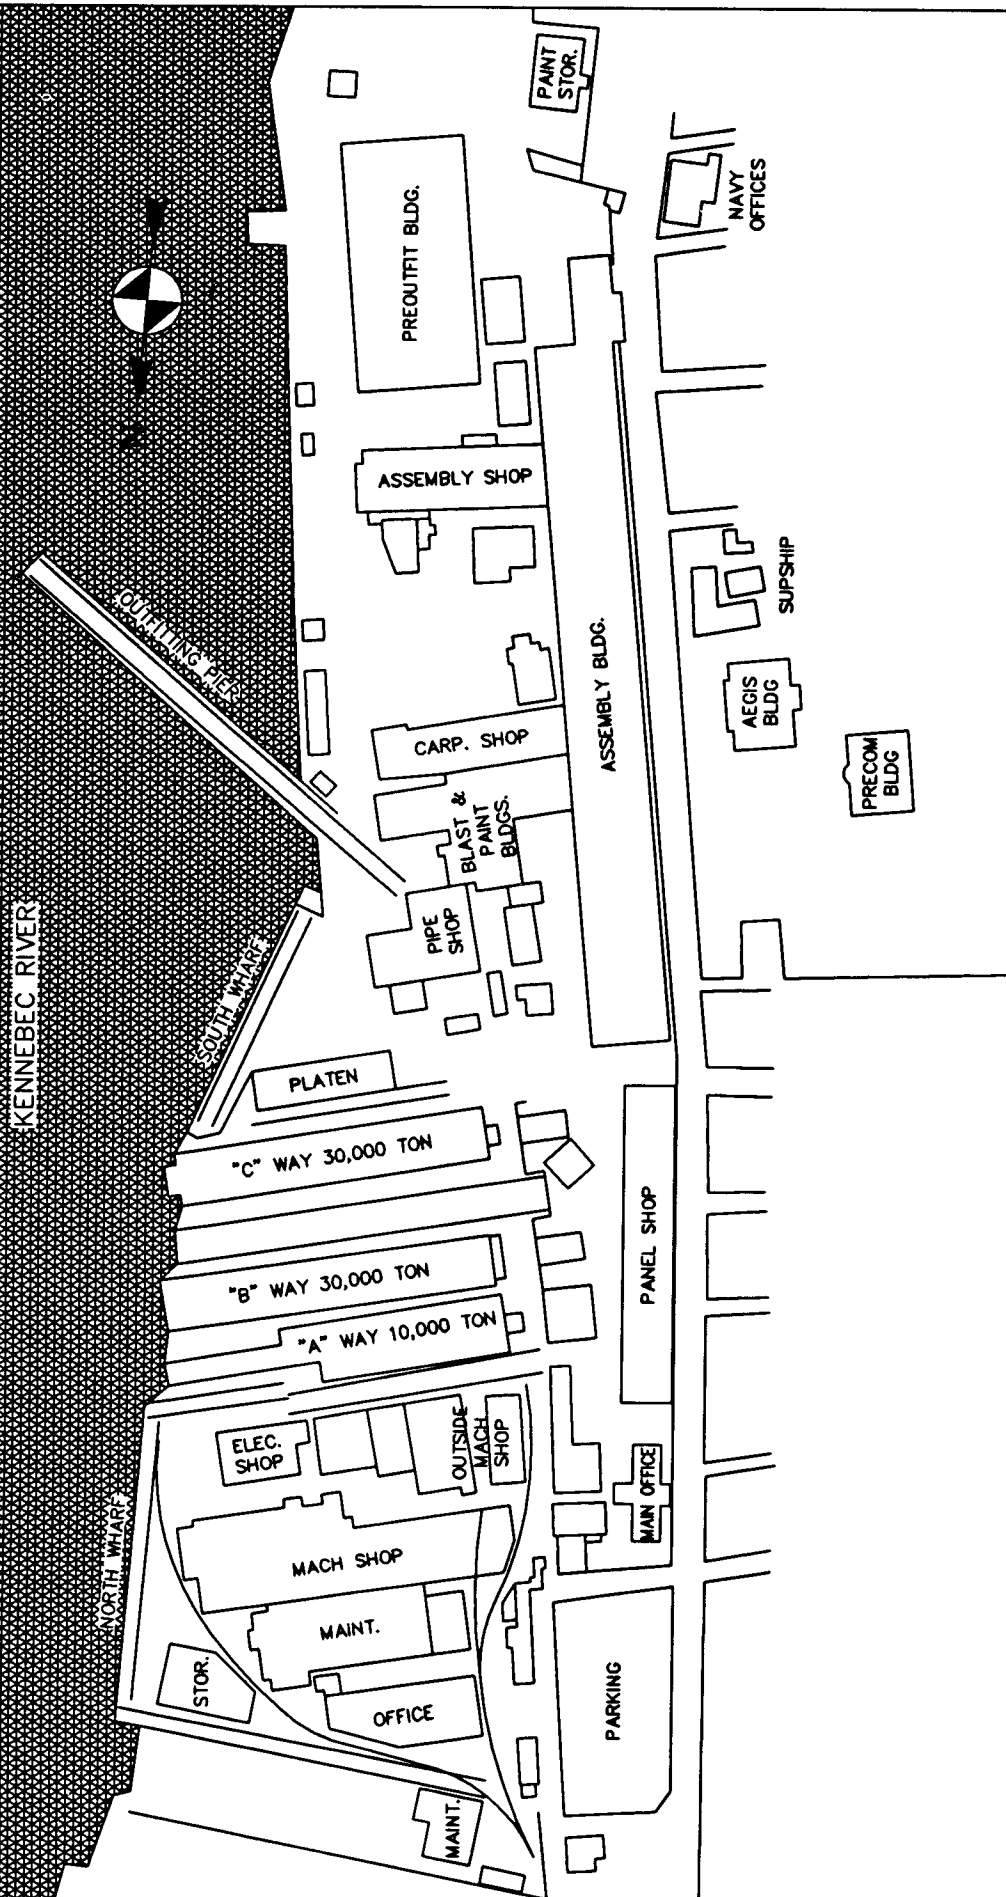 PAINT
STOR.
NAVY
OFFICES
PREOUTFIT BLDG.
N
ASSEMBLY SHOP
OUTFITTING PIER
SUPSHIP
ASSEMBLY BLDG.
AEGIS
BLDG
CARP. SHOP
PRECOM
BLDG
BLAST &
PAINT
BLDGS.
PIPE
SHOP
KENNEBEC RIVER
SOUTH WHARF
PLATEN
"C" WAY 30,000 TON
PANEL SHOP
"B" WAY 30,000 TON
"A" WAY 10,000 TON
ELEC.
SHOP
OUTSIDE
MACH
SHOP
MAIN OFFICE
NORTH WHARF
MACH SHOP
MAINT.
STOR.
OFFICE
PARKING
MAINT.